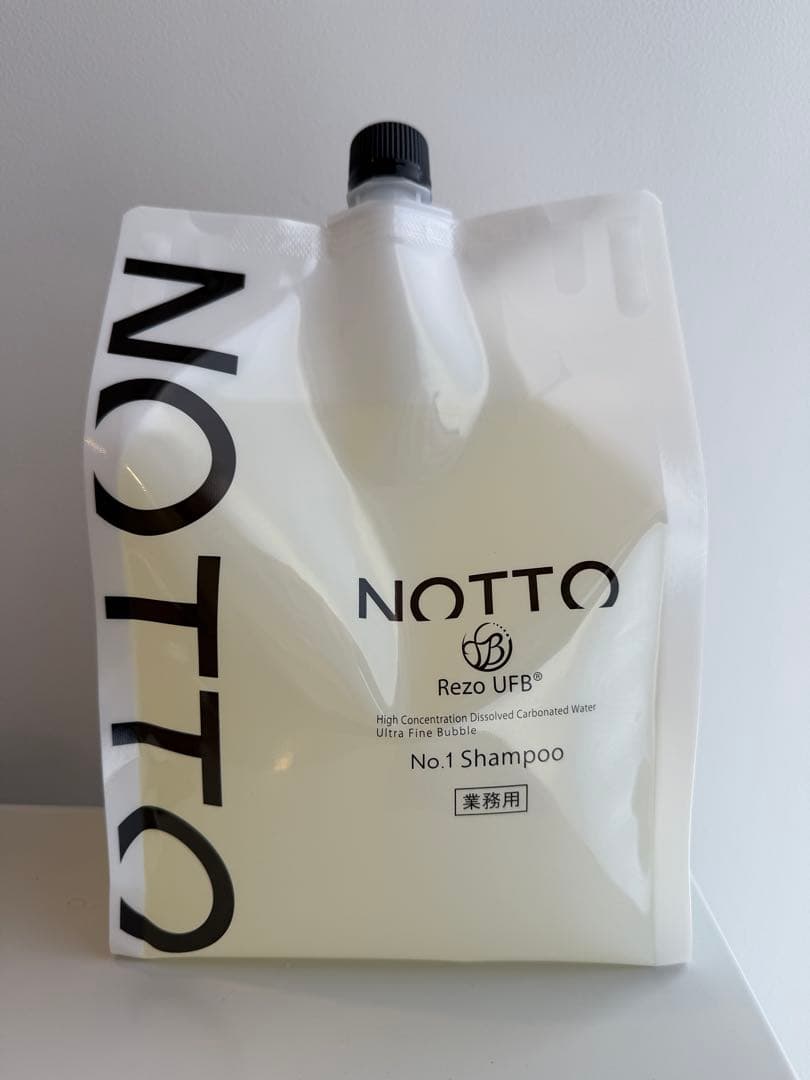 NOTTO
NOTTO
B
Rezo UFB®
High Concentration Dissolved Carbonated Water
Ultra Fine Bubble
No.1 Shampoo
業務用